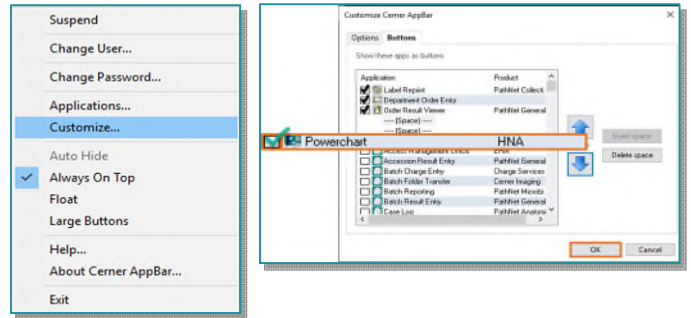 Suspend
Change User...
Change Password...
Applications...
Customize...
Auto Hide
Always On Top
Float
Large Buttons
Help...
About Cerner AppBar...
Exit
Customize Cerner AppBar
Options Buttons
Show these apps as buttons
Application Product
Label Reprint PathNet Collecti
Department Order Entry
Order Result Viewer PathNet General
---- (Space) ----
---- (Space) ----
Powerchart HNA
Accession Result Entry PathNet General
Batch Charge Entry Charge Services
Batch Folder Transfer Cerner Imaging
Batch Reporting PathNet Microbi
Batch Result Entry PathNet General
Case Log PathNet Anatomi
Insert space
Delete space
OK Cancel